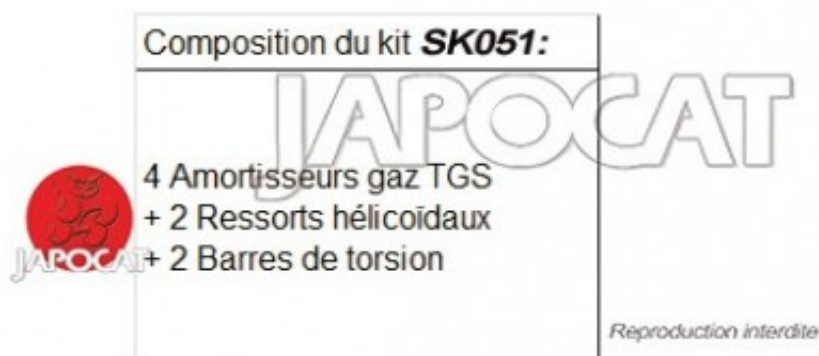 Composition du kit SK051:
JAPOCAT
4 Amortisseurs gaz TGS
+ 2 Ressorts hélicoïdaux
JAPOCAT
+ 2 Barres de torsion
Reproduction interdite